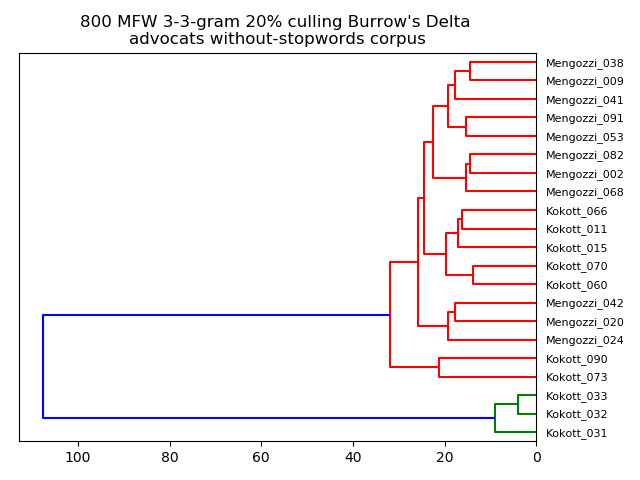 800 MFW 3-3-gram 20% culling Burrow's Delta
advocats without-stopwords corpus
Mengozzi_038
Mengozzi_009
Mengozzi_041
Mengozzi_091
Mengozzi_053
Mengozzi_082
Mengozzi_002
Mengozzi_068
Kokott_066
Kokott_011
Kokott_015
Kokott_070
Kokott_060
Mengozzi_042
Mengozzi_020
Mengozzi_024
Kokott_090
Kokott_073
Kokott_033
Kokott_032
Kokott_031
100 80 60 40 20 0